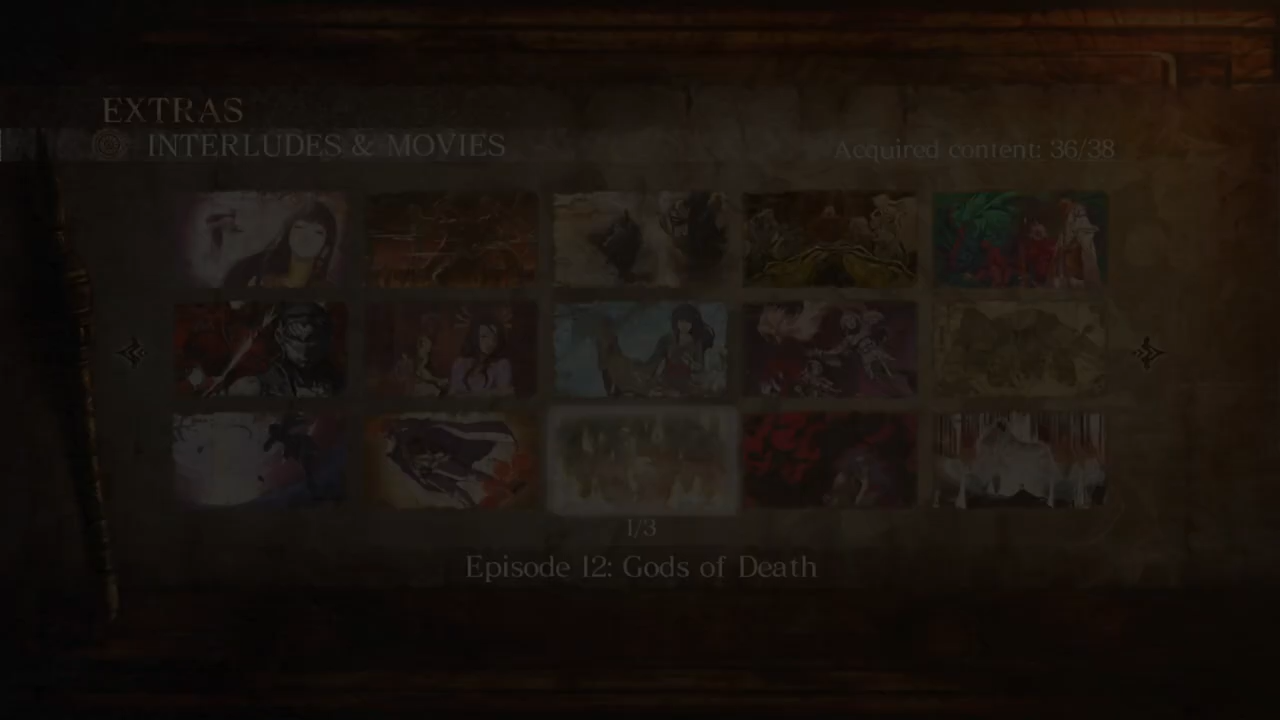 EXTRAS
INTERLUDES & MOVIES
Acquired content: 36/38
1/3
Episode 12: Gods of Death